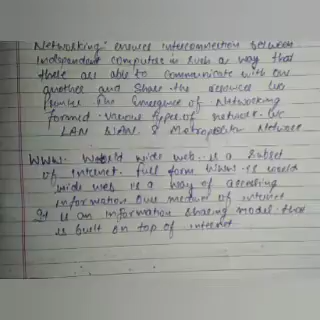 Networking:- ensures interconnection between
independent computers in such a way that
these all able to communicate with one
another and share the resources like
printer The Emergence of Networking
formed various types of network
LAN WAN & Metropolitan Network
WWW. World wide web. is a subset
of internet. full form WWW is world
wide web is a way of accessing
information over medium of internet
It is an information sharing model that
is built on top of internet